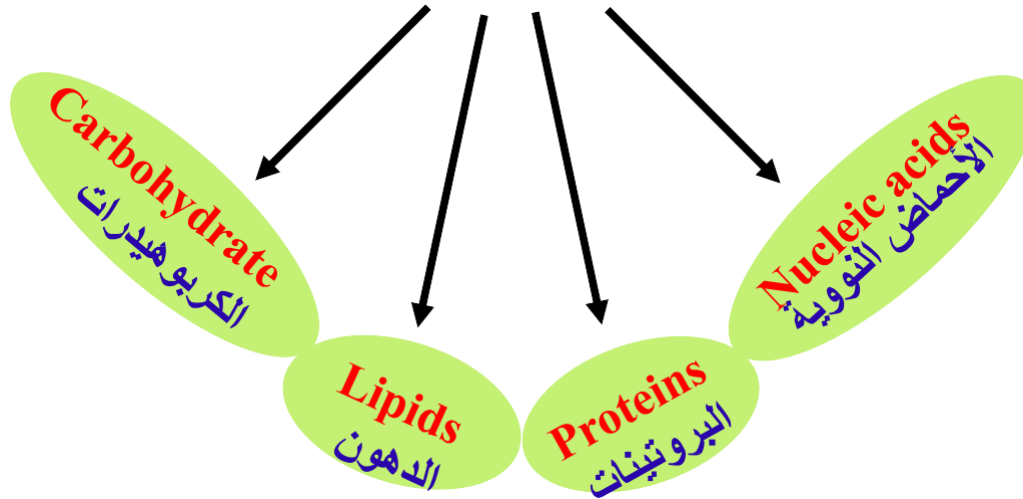 Carbohydrate
الكربوهيدرات
Lipids
الدهون
Proteins
البروتينات
Nucleic acids
الأحماض النووية